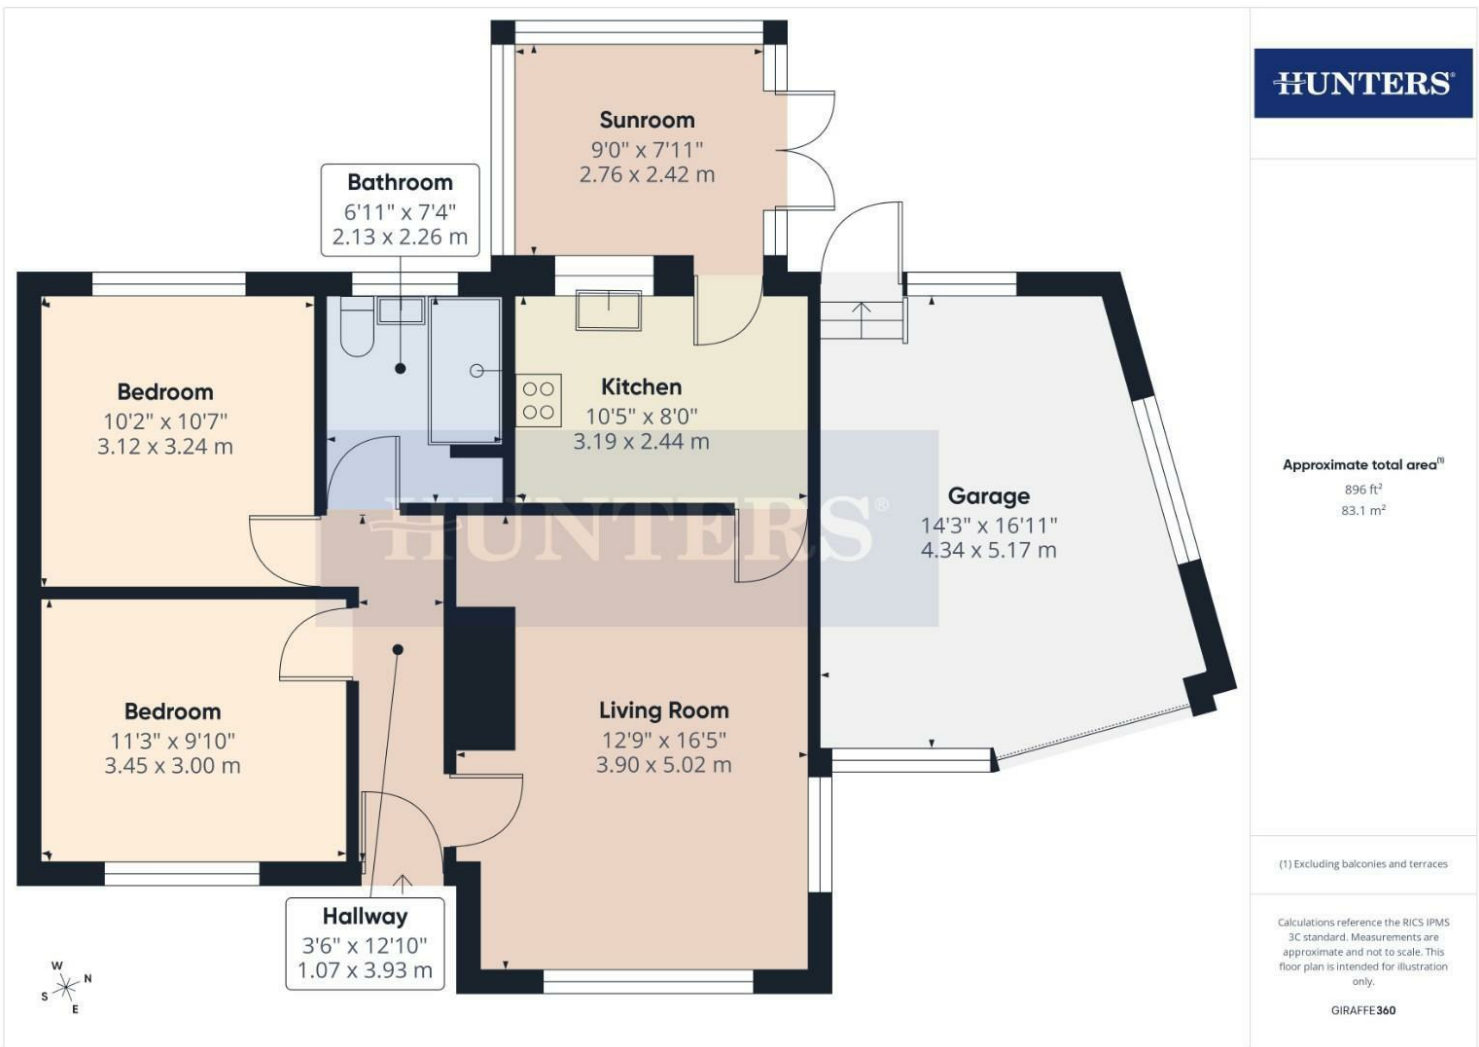 Sunroom
9'0" x 7'11"
2.76 x 2.42 m
Bathroom
6'11" x 7'4"
2.13 x 2.26 m
Bedroom
10'2" x 10'7"
3.12 x 3.24 m
Kitchen
10'5" x 8'0"
3.19 x 2.44 m
Garage
14'3" x 16'11"
4.34 x 5.17 m
HUNTERS®
Bedroom
11'3" x 9'10"
3.45 x 3.00 m
Living Room
12'9" x 16'5"
3.90 x 5.02 m
Hallway
3'6" x 12'10"
1.07 x 3.93 m
W
N
S
E
HUNTERS®
Approximate total area(1)
896 ft²
83.1 m²
(1) Excluding balconies and terraces
Calculations reference the RICS IPMS
3C standard. Measurements are
approximate and not to scale. This
floor plan is intended for illustration
only.
GIRAFFE360